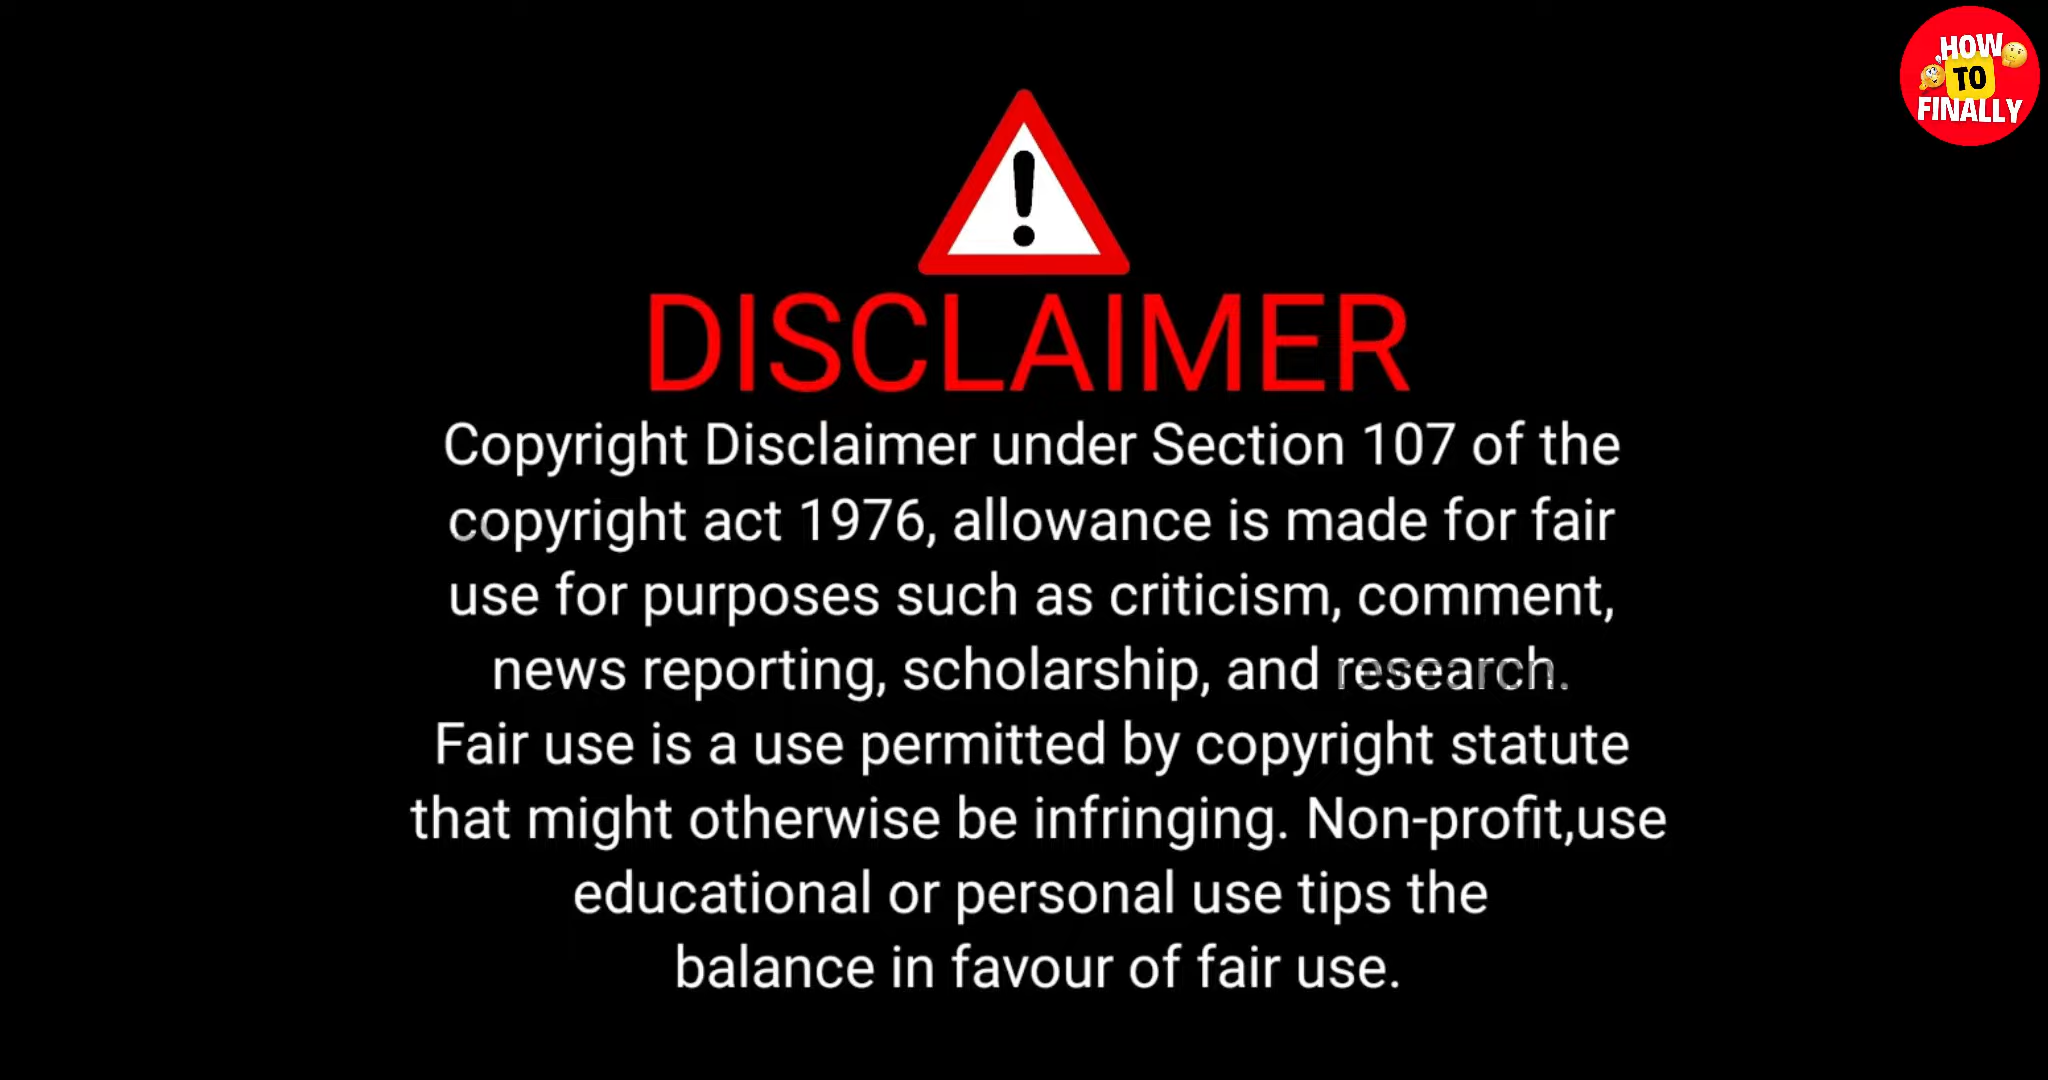 HOW
TO
FINALLY
DISCLAIMER
Copyright Disclaimer under Section 107 of the
copyright act 1976, allowance is made for fair
use for purposes such as criticism, comment,
news reporting, scholarship, and research.
Fair use is a use permitted by copyright statute
that might otherwise be infringing. Non-profit,use
educational or personal use tips the
balance in favour of fair use.